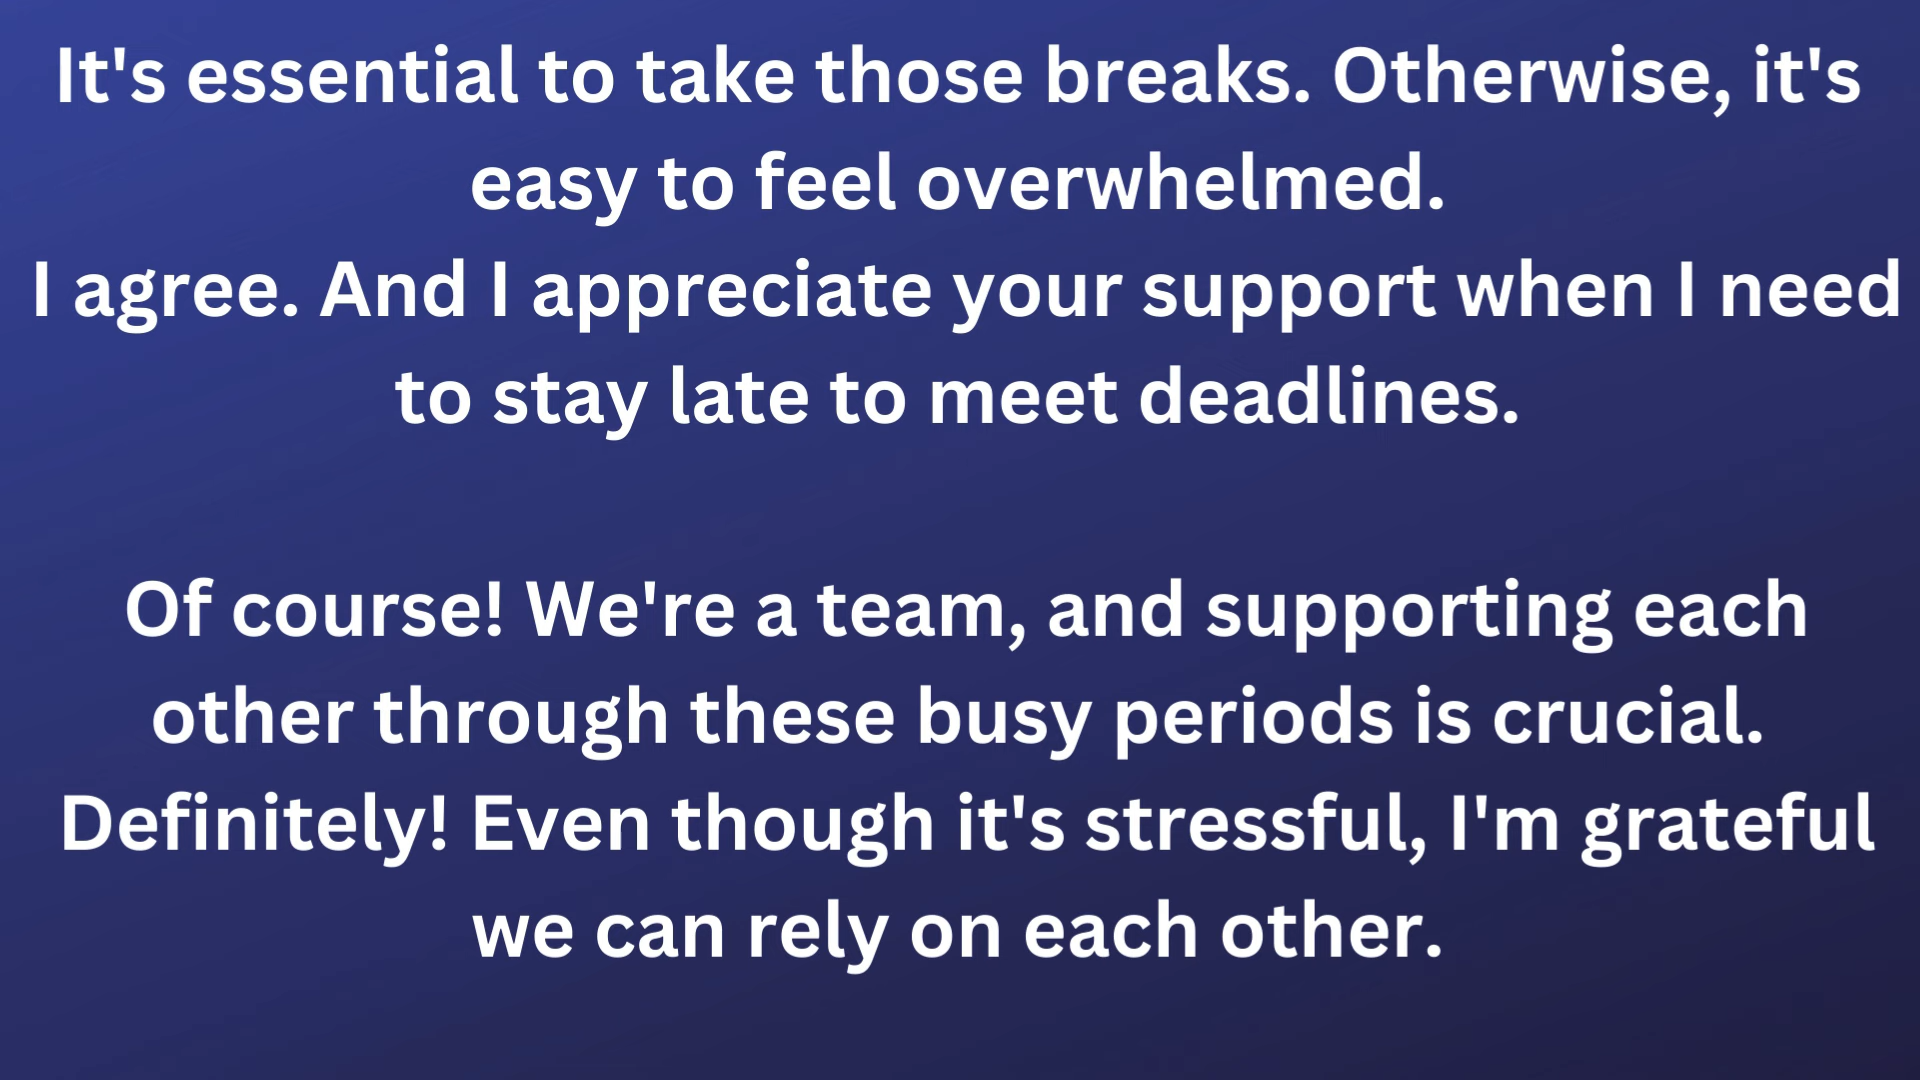 It's essential to take those breaks. Otherwise, it's
easy to feel overwhelmed.
I agree. And I appreciate your support when I need
to stay late to meet deadlines.
Of course! We're a team, and supporting each
other through these busy periods is crucial.
Definitely! Even though it's stressful, I'm grateful
we can rely on each other.